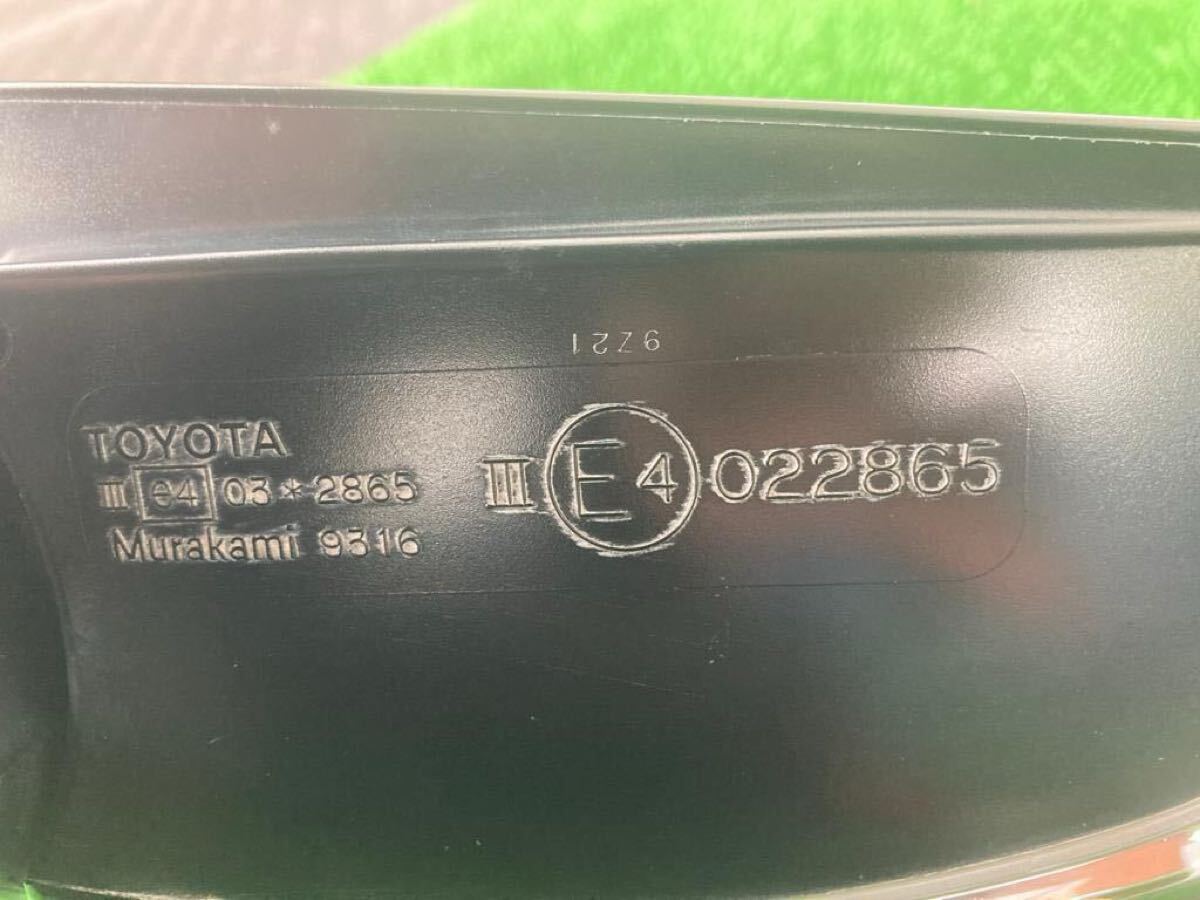 9Z21
TOYOTA
III e4 03*2865
Murakami 9316
III E4 022865